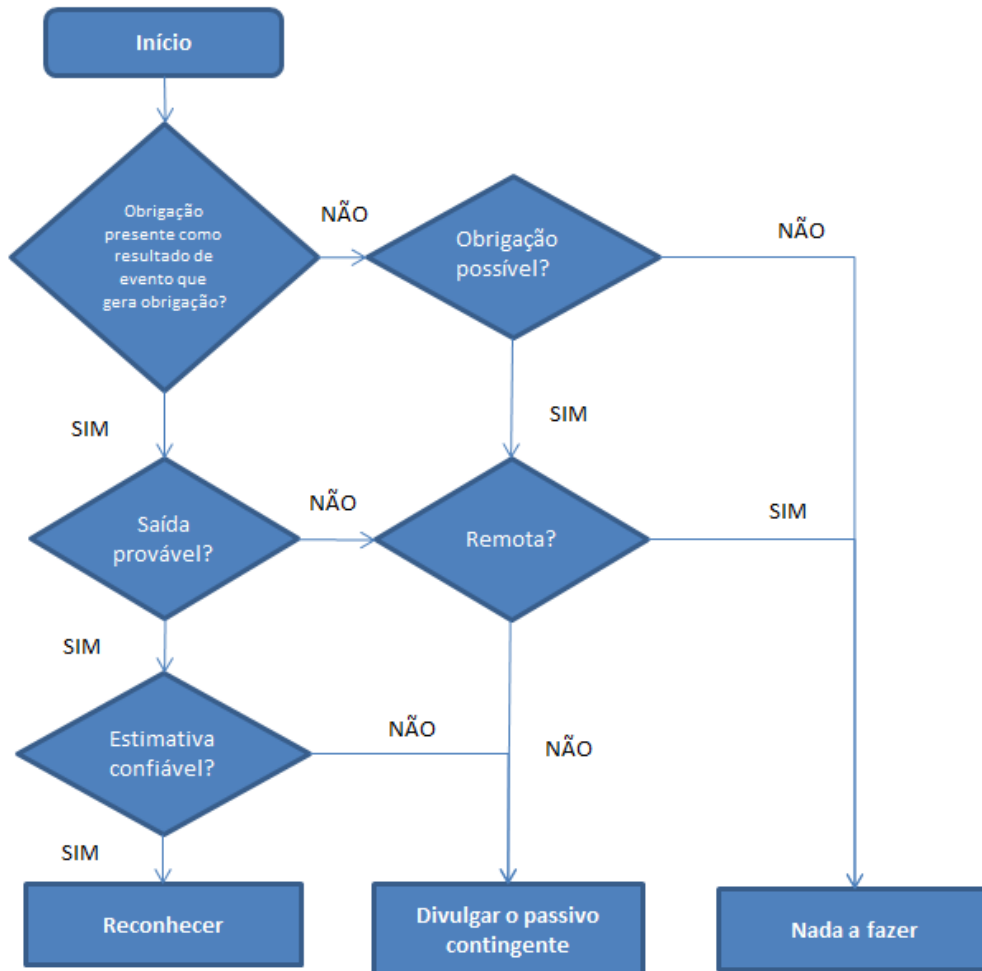 Início
Obrigação
presente como
resultado de
evento que
gera obrigação?
NÃO
Obrigação
possível?
NÃO
SIM
SIM
Saída
provável?
NÃO
Remota?
SIM
SIM
Estimativa
confiável?
NÃO
NÃO
SIM
Reconhecer
Divulgar o passivo
contingente
Nada a fazer